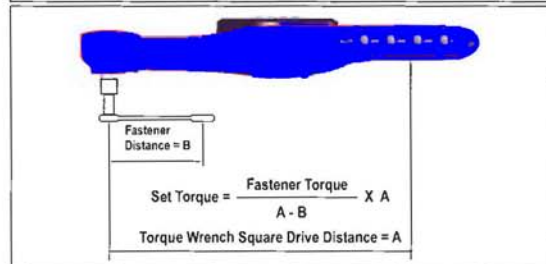 Fastener
Distance = B
Set Torque = Fastener Torque / A - B X A
Torque Wrench Square Drive Distance = A